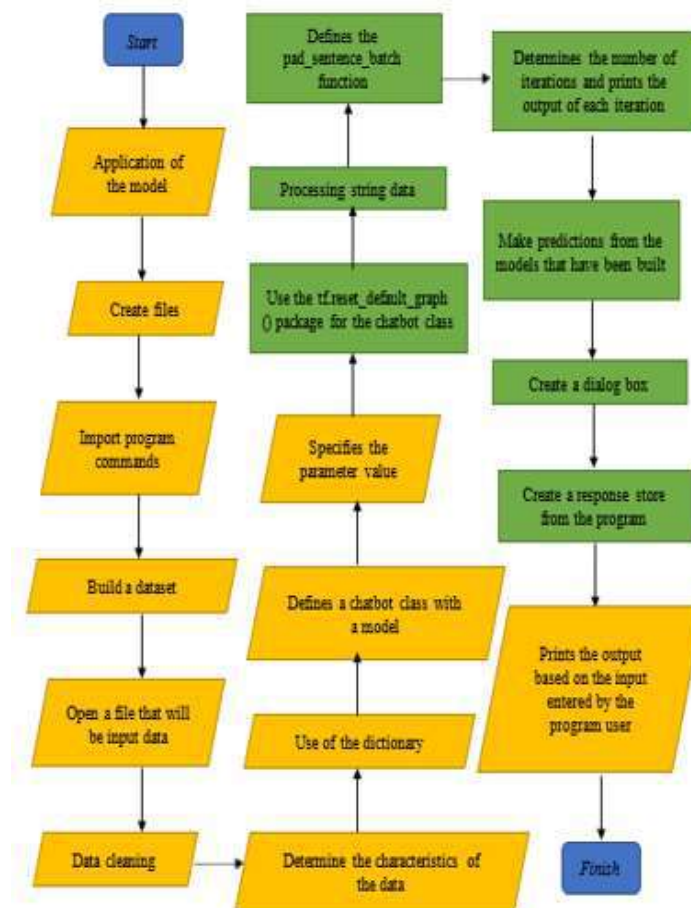 Start
Application of
the model
Create files
Import program
commands
Build a dataset
Open a file that will
be input data
Data cleaning
Determine the characteristics of
the data
Use of the dictionary
Defines a chatbot class with
a model
Specifies the
parameter value
Use the tf.reset_default_graph
() package for the chatbot class
Processing string data
Defines the
pad_sentence_batch
function
Determines the number of
iterations and prints the
output of each iteration
Make predictions from the
models that have been built
Create a dialog box
Create a response store
from the program
Prints the output
based on the input
entered by the
program user
Finish